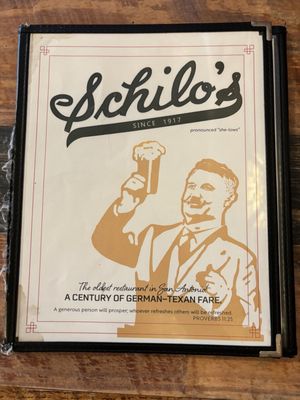 Schilo's
SINCE 1917
pronounced "she-lows"
The oldest restaurant in San Antonio!
A CENTURY OF GERMAN-TEXAN FARE.
A generous person will prosper; whoever refreshes others will be refreshed.
PROVERBS 11:25